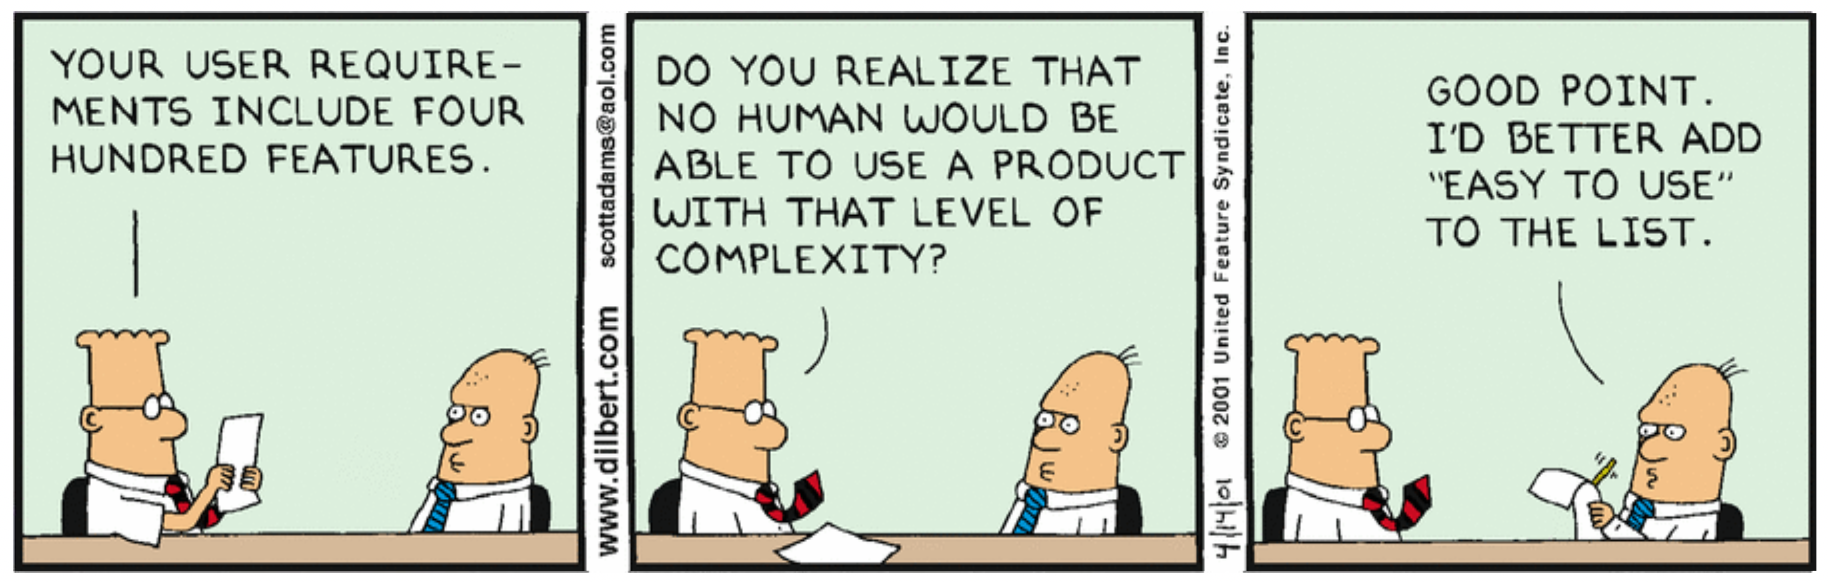 YOUR USER REQUIRE-
MENTS INCLUDE FOUR
HUNDRED FEATURES.
www.dilbert.com scottadams@aol.com
DO YOU REALIZE THAT
NO HUMAN WOULD BE
ABLE TO USE A PRODUCT
WITH THAT LEVEL OF
COMPLEXITY?
4/14/01 © 2001 United Feature Syndicate, Inc.
GOOD POINT.
I'D BETTER ADD
"EASY TO USE"
TO THE LIST.